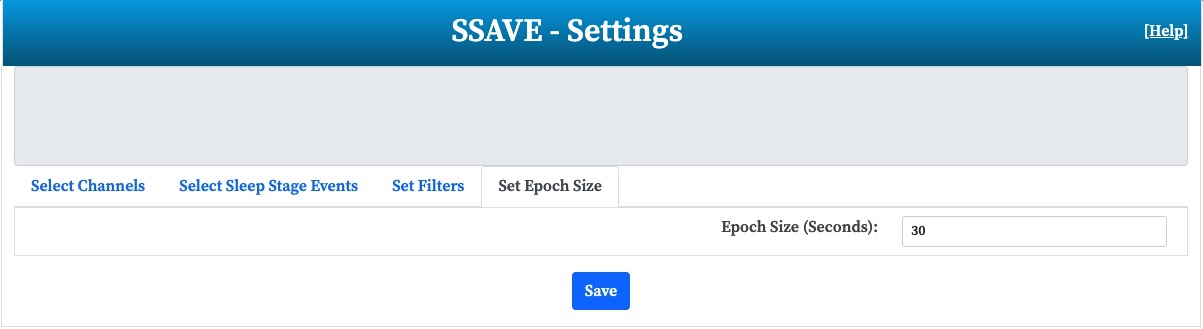 SSAVE - Settings
[Help]
Select Channels
Select Sleep Stage Events
Set Filters
Set Epoch Size
Epoch Size (Seconds):
30
Save